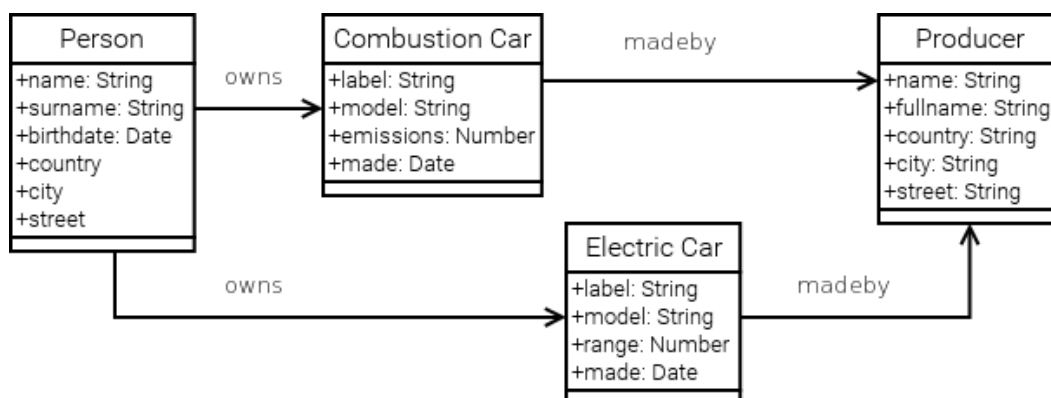 Person
+name: String
+surname: String
+birthdate: Date
+country
+city
+street
owns
Combustion Car
+label: String
+model: String
+emissions: Number
+made: Date
madeby
Producer
+name: String
+fullname: String
+country: String
+city: String
+street: String
owns
Electric Car
+label: String
+model: String
+range: Number
+made: Date
madeby